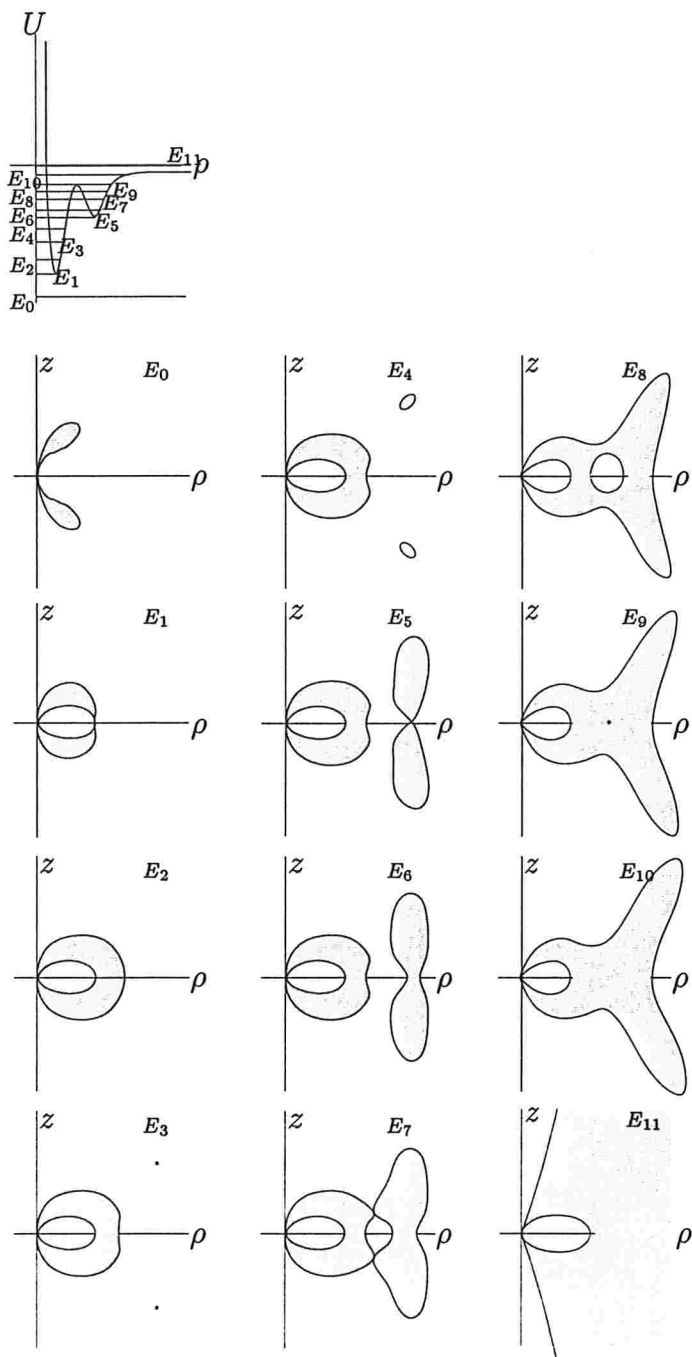 U
E11 ρ
E10 E9
E8 E7
E6 E5
E4 E3
E2 E1
E0
z E0 z E4 z E8
ρ ρ ρ
z E1 z E5 z E9
ρ ρ ρ
z E2 z E6 z E10
ρ ρ ρ
z E3 z E7 z E11
ρ ρ ρ